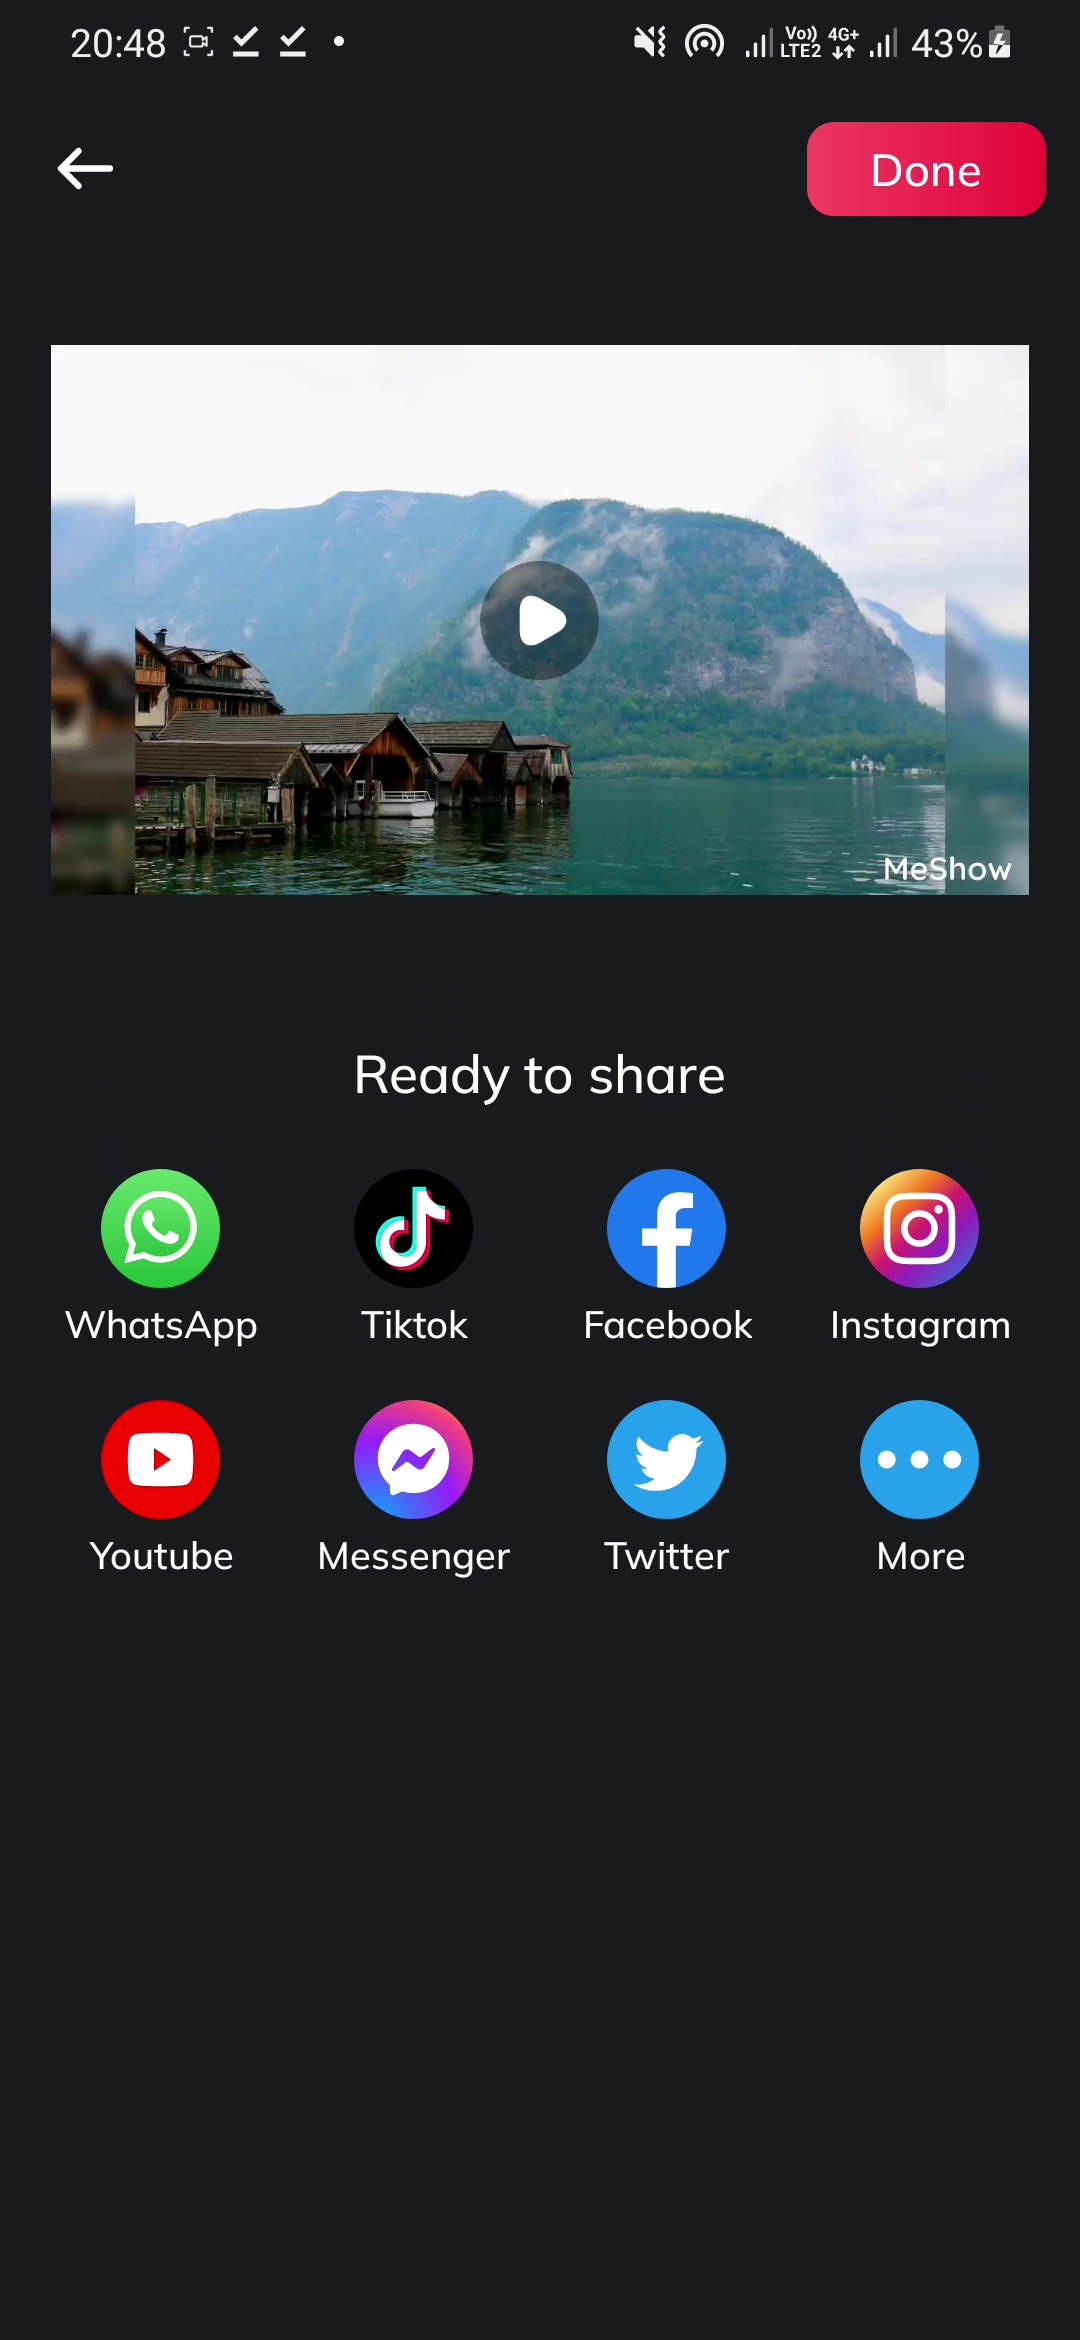 20:48 Vo)) LTE2 4G+ 43%
Done
MeShow
Ready to share
WhatsApp Tiktok Facebook Instagram
Youtube Messenger Twitter More